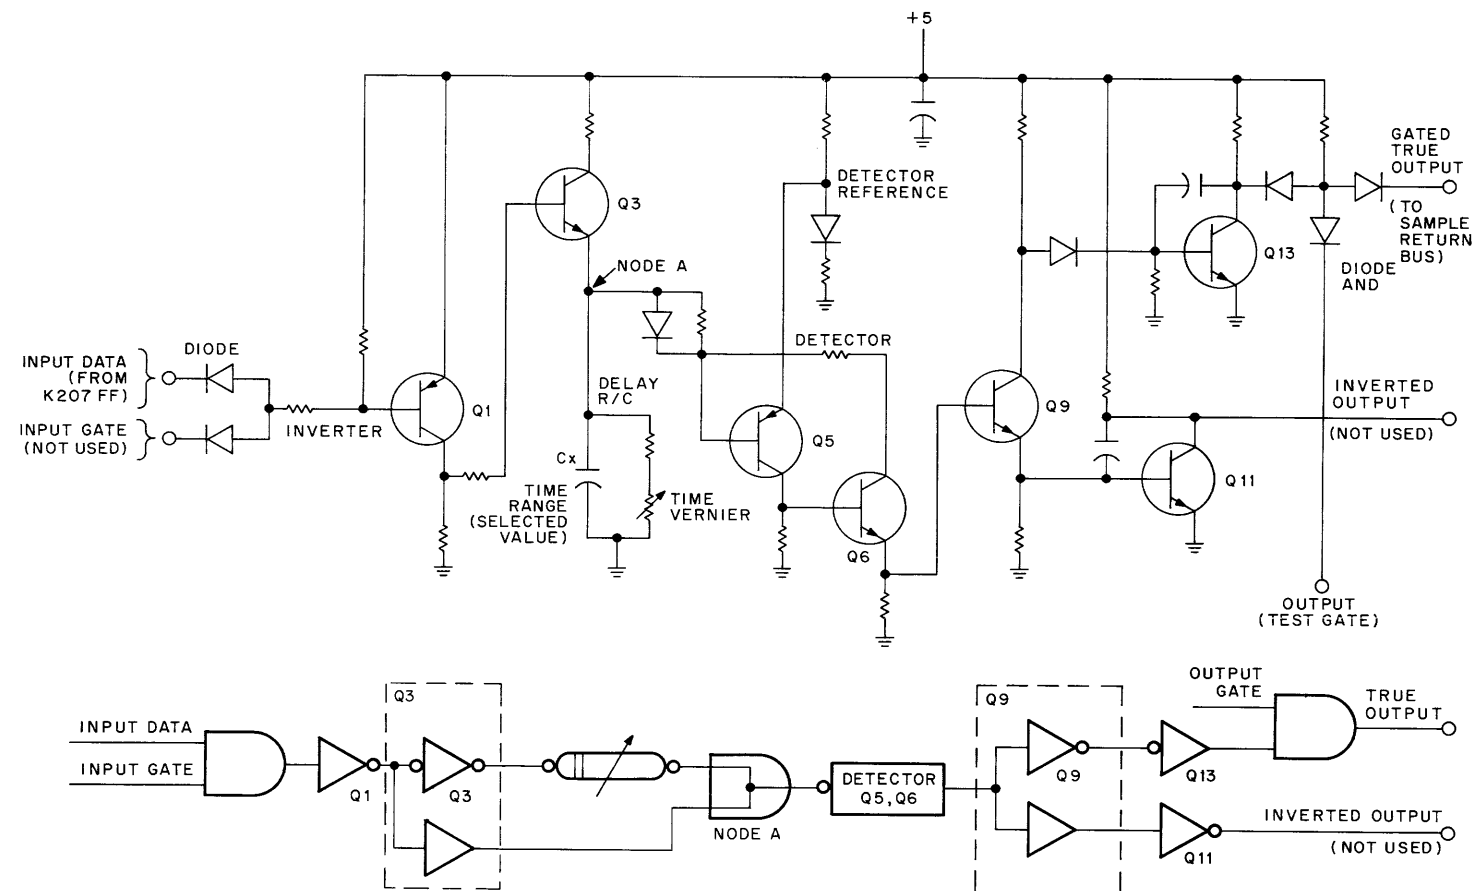 +5
GATED
TRUE
OUTPUT
(TO
SAMPLE
RETURN
BUS)
DETECTOR
REFERENCE
Q3
NODE A
Q13
DIODE
AND
INPUT DATA
(FROM
K207 FF)
DIODE
DETECTOR
INPUT GATE
(NOT USED)
INVERTER
Q1
DELAY
R/C
Q9
INVERTED
OUTPUT
(NOT USED)
Q5
Cx
TIME
RANGE
(SELECTED
VALUE)
TIME
VERNIER
Q11
Q6
OUTPUT
(TEST GATE)
Q3
Q9
OUTPUT
GATE
TRUE
OUTPUT
INPUT DATA
INPUT GATE
Q1
Q3
NODE A
DETECTOR
Q5, Q6
Q9
Q13
INVERTED OUTPUT
(NOT USED)
Q11